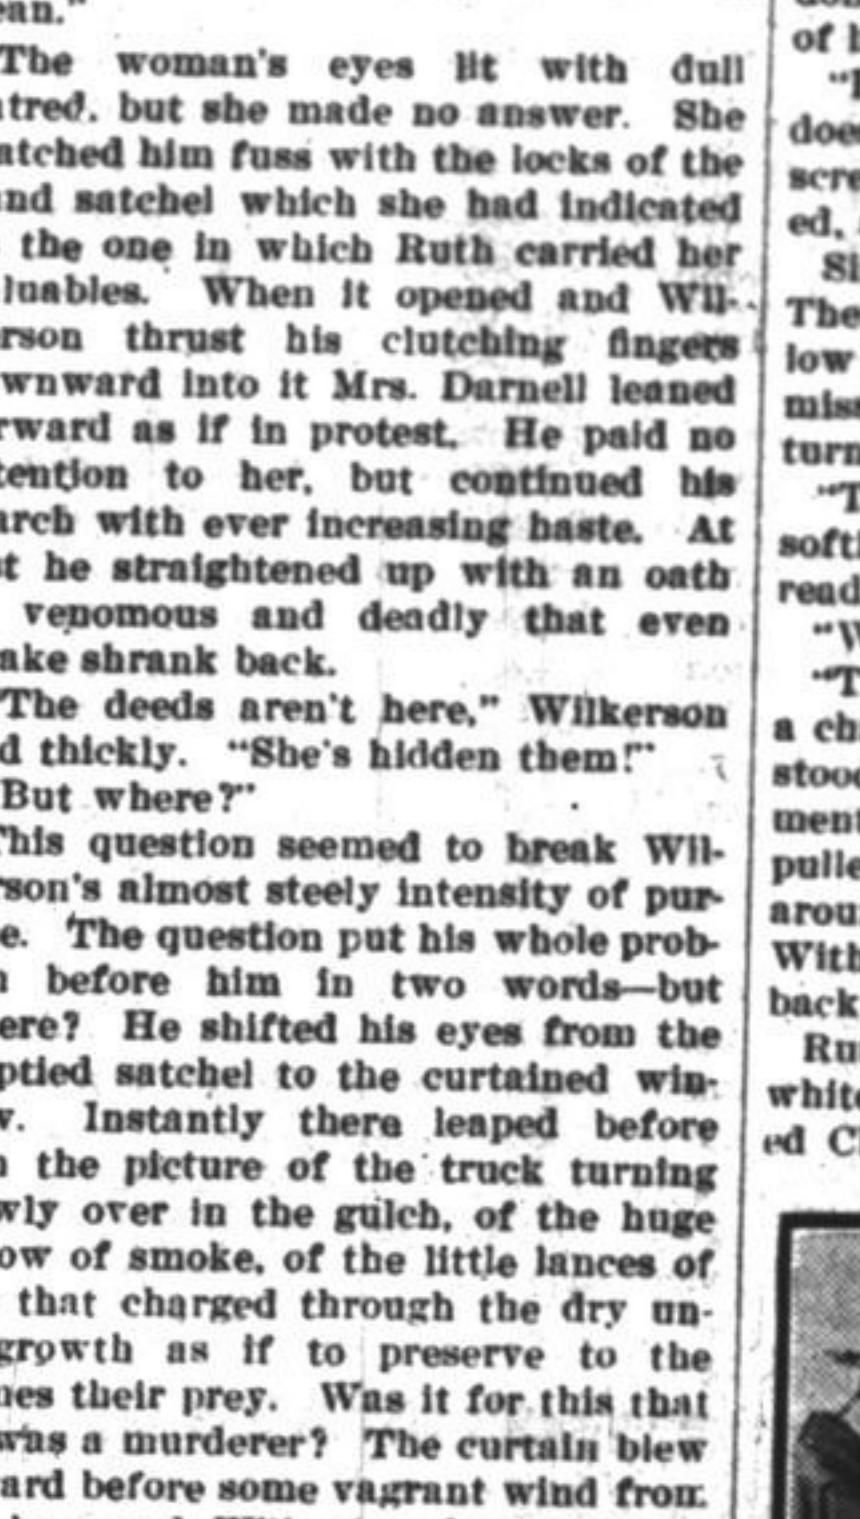 ean."
The woman's eyes lit with dull
atred, but she made no answer. She
atched him fuss with the locks of the
and satchel which she had indicated
the one in which Ruth carried her
luables. When it opened and Wil-
rson thrust his clutching fingers
wnward into it Mrs. Darnell leaned
rward as if in protest. He paid no
tention to her, but continued his
arch with ever increasing haste. At
st he straightened up with an oath
venomous and deadly that even
ake shrank back.
"The deeds aren't here," Wilkerson
d thickly. "She's hidden them!"
But where?"
This question seemed to break Wil-
rson's almost steely intensity of pur-
e. The question put his whole prob-
before him in two words—but
ere? He shifted his eyes from the
ptied satchel to the curtained win-
w. Instantly there leaped before
the picture of the truck turning
wly over in the gulch, of the huge
ow of smoke, of the little lances of
that charged through the dry un-
growth as if to preserve to the
nes their prey. Was it for this that
was a murderer? The curtain blew
ard before some vagrant wind from
of h
doe
scre
ed,
Si
The
low
miss
turn
"T
softl
read
"W
"T
a cha
stood
ment
pulle
arou
With
back
Ru
white
ed C